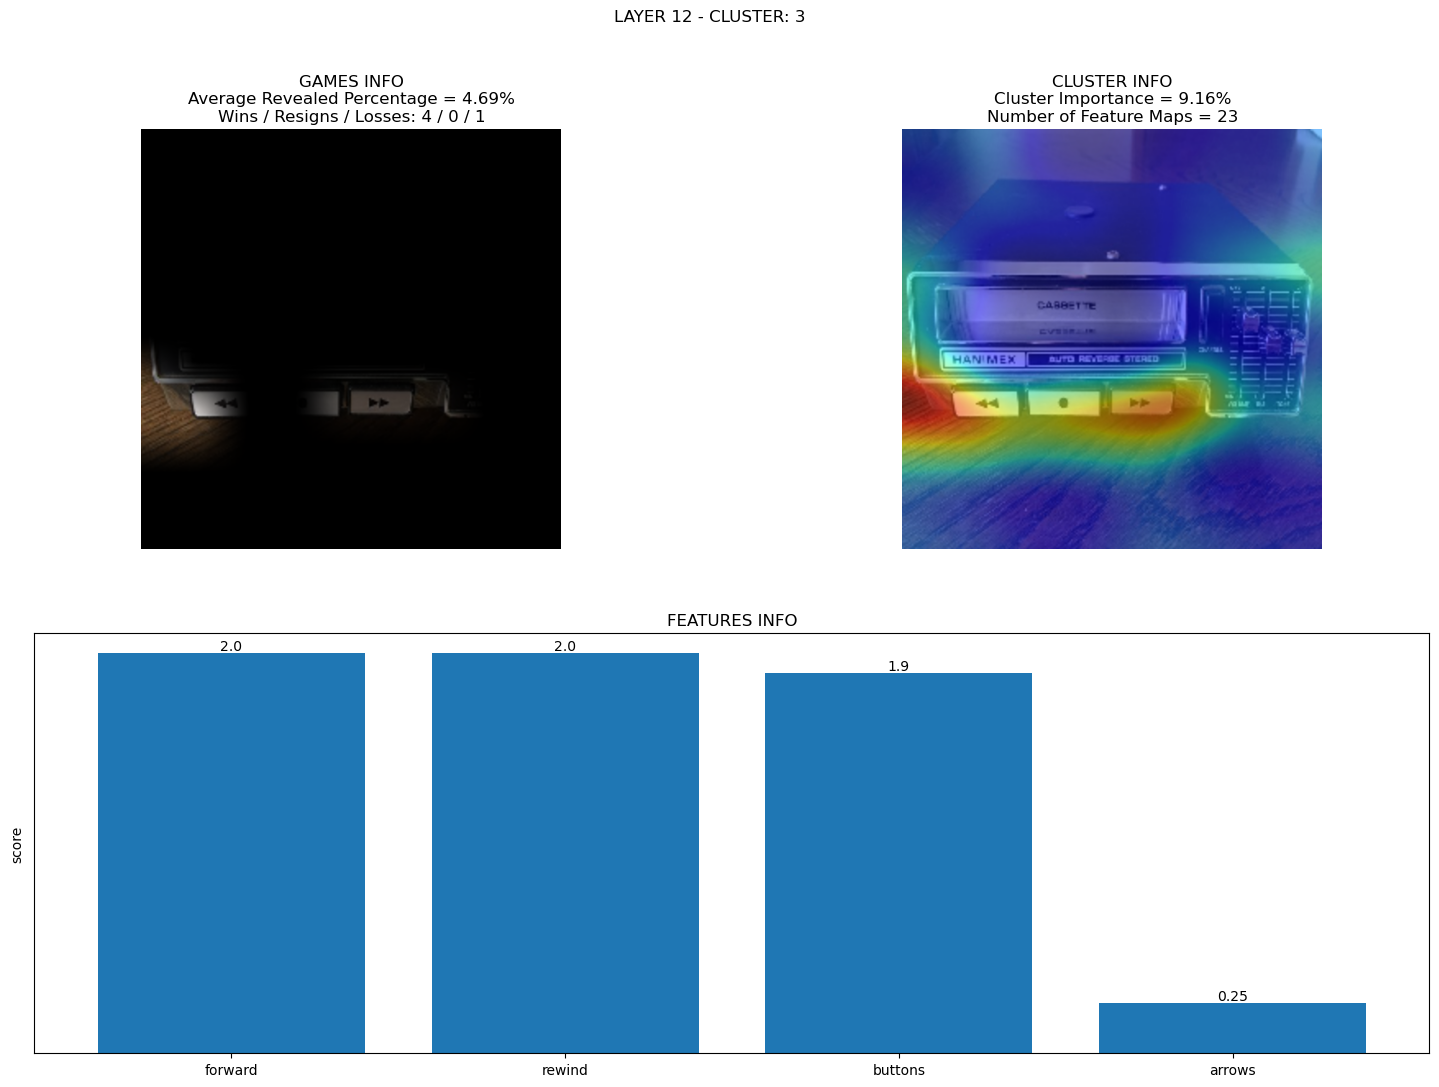 LAYER 12 - CLUSTER: 3
GAMES INFO
Average Revealed Percentage = 4.69%
Wins / Resigns / Losses: 4 / 0 / 1
CLUSTER INFO
Cluster Importance = 9.16%
Number of Feature Maps = 23
CASSETTE
HANIMEX
AUTO REVERSE STEREO
FEATURES INFO
2.0
2.0
1.9
0.25
score
forward
rewind
buttons
arrows